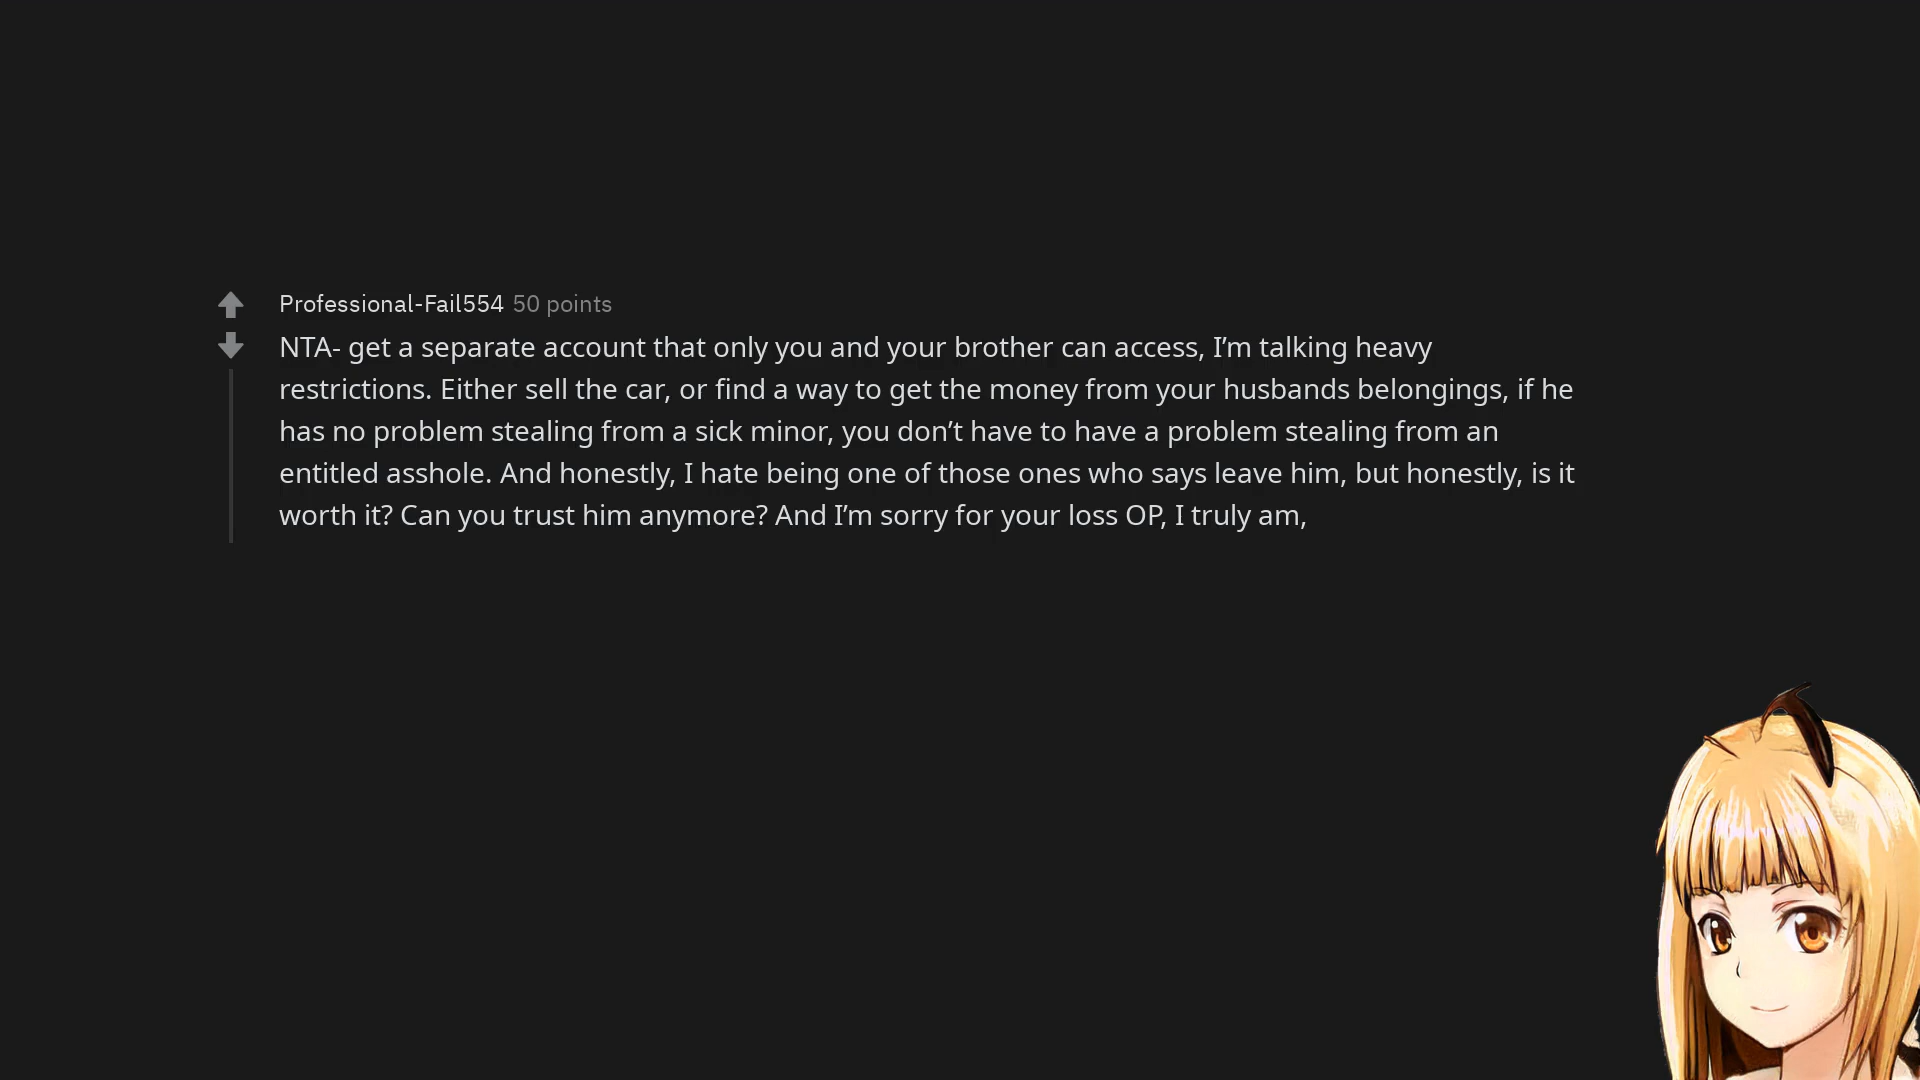 Professional-Fail554 50 points
NTA- get a separate account that only you and your brother can access, I’m talking heavy
restrictions. Either sell the car, or find a way to get the money from your husbands belongings, if he
has no problem stealing from a sick minor, you don’t have to have a problem stealing from an
entitled asshole. And honestly, I hate being one of those ones who says leave him, but honestly, is it
worth it? Can you trust him anymore? And I’m sorry for your loss OP, I truly am,